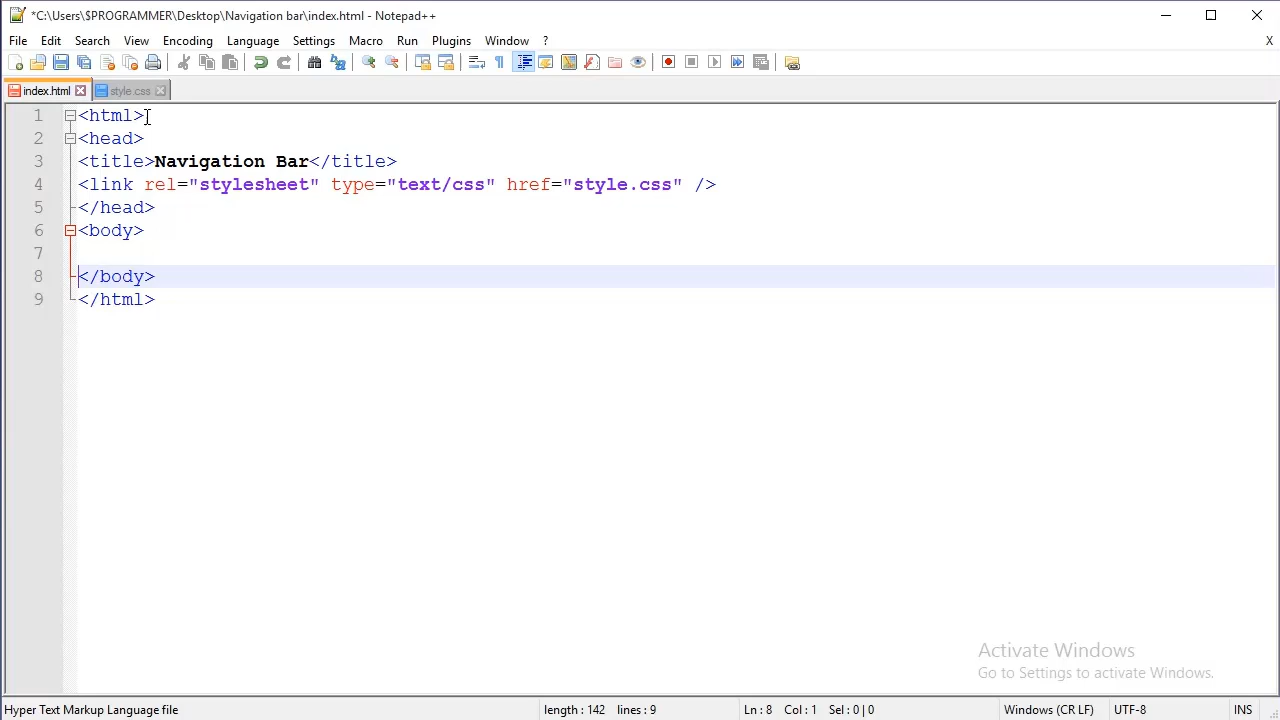 *C:\Users\$PROGRAMMER\Desktop\Navigation bar\index.html - Notepad++
File Edit Search View Encoding Language Settings Macro Run Plugins Window ? X
index.html style.css
1 <html>
2 <head>
3 <title>Navigation Bar</title>
4 <link rel="stylesheet" type="text/css" href="style.css" />
5 </head>
6 <body>
7
8 </body>
9 </html>
Activate Windows
Go to Settings to activate Windows.
Hyper Text Markup Language file length : 142 lines : 9 Ln : 8 Col : 1 Sel : 0 | 0 Windows (CR LF) UTF-8 INS